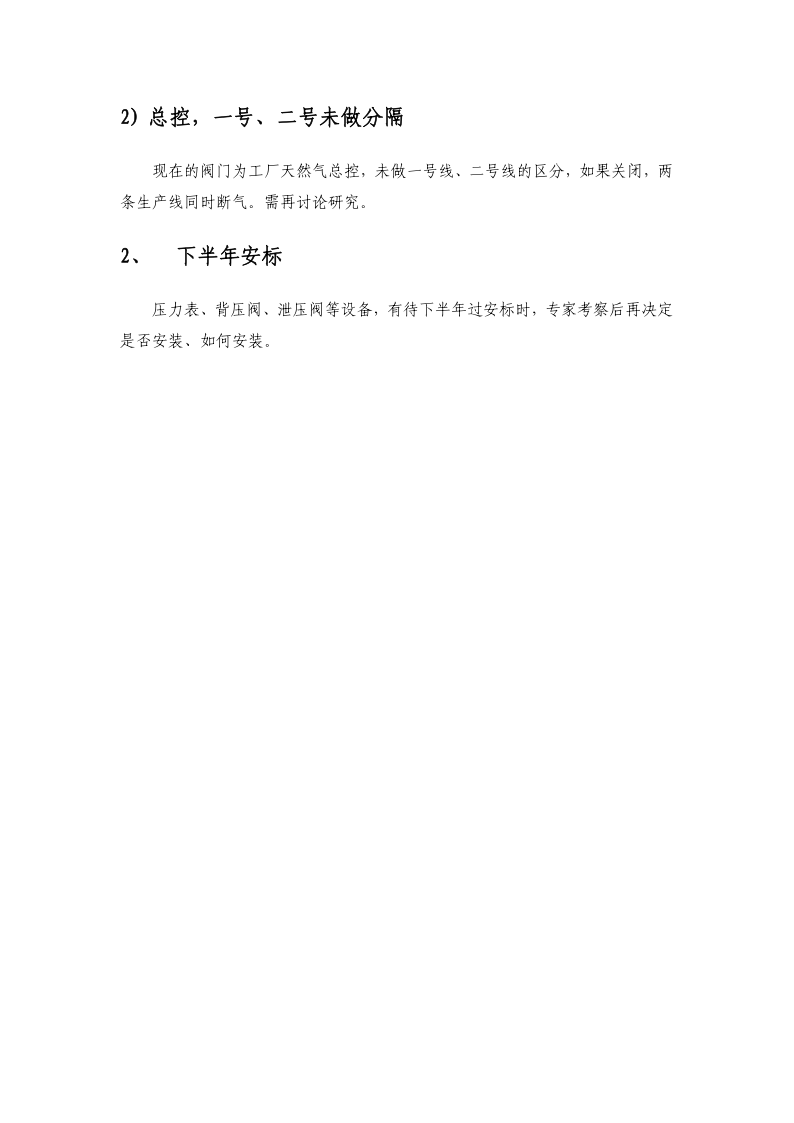 2）总控，一号、二号未做分隔
现在的阀门为工厂天然气总控，未做一号线、二号线的区分，如果关闭，两
条生产线同时断气。需再讨论研究。
2、 下半年安标
压力表、背压阀、泄压阀等设备，有待下半年过安标时，专家考察后再决定
是否安装、如何安装。